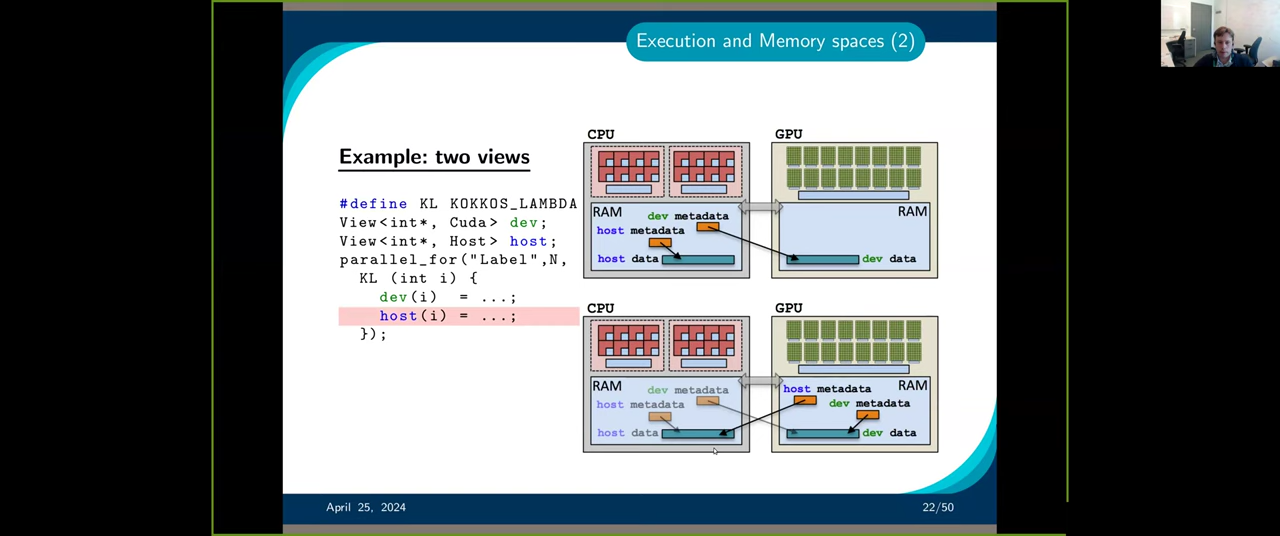 Execution and Memory spaces (2)
Example: two views
#define KL KOKKOS_LAMBDA
View<int*, Cuda> dev;
View<int*, Host> host;
parallel_for("Label",N,
KL (int i) {
dev(i) = ...;
host(i) = ...;
});
CPU
GPU
RAM
dev metadata
host metadata
host data
RAM
dev data
CPU
GPU
RAM
dev metadata
host metadata
host data
host metadata
RAM
dev metadata
dev data
April 25, 2024
22/50